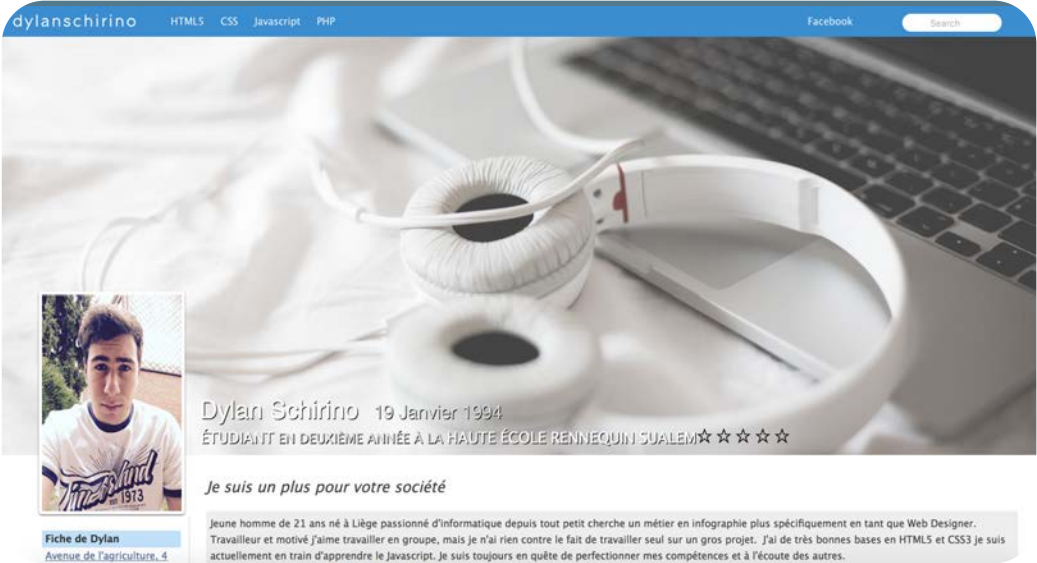 dylanschirino HTML5 CSS Javascript PHP Facebook Search
Dylan Schirino 19 Janvier 1994
ÉTUDIANT EN DEUXIÈME ANNÉE À LA HAUTE ÉCOLE RENNEQUIN SUALEM☆☆☆☆☆
EST 1973
Je suis un plus pour votre société
Jeune homme de 21 ans né à Liège passionné d'informatique depuis tout petit cherche un métier en infographie plus spécifiquement en tant que Web Designer.
Travailleur et motivé j'aime travailler en groupe, mais je n'ai rien contre le fait de travailler seul sur un gros projet. J'ai de très bonnes bases en HTML5 et CSS3 je suis
actuellement en train d'apprendre le Javascript. Je suis toujours en quête de perfectionner mes compétences et à l'écoute des autres.
Fiche de Dylan
Avenue de l'agriculture, 4